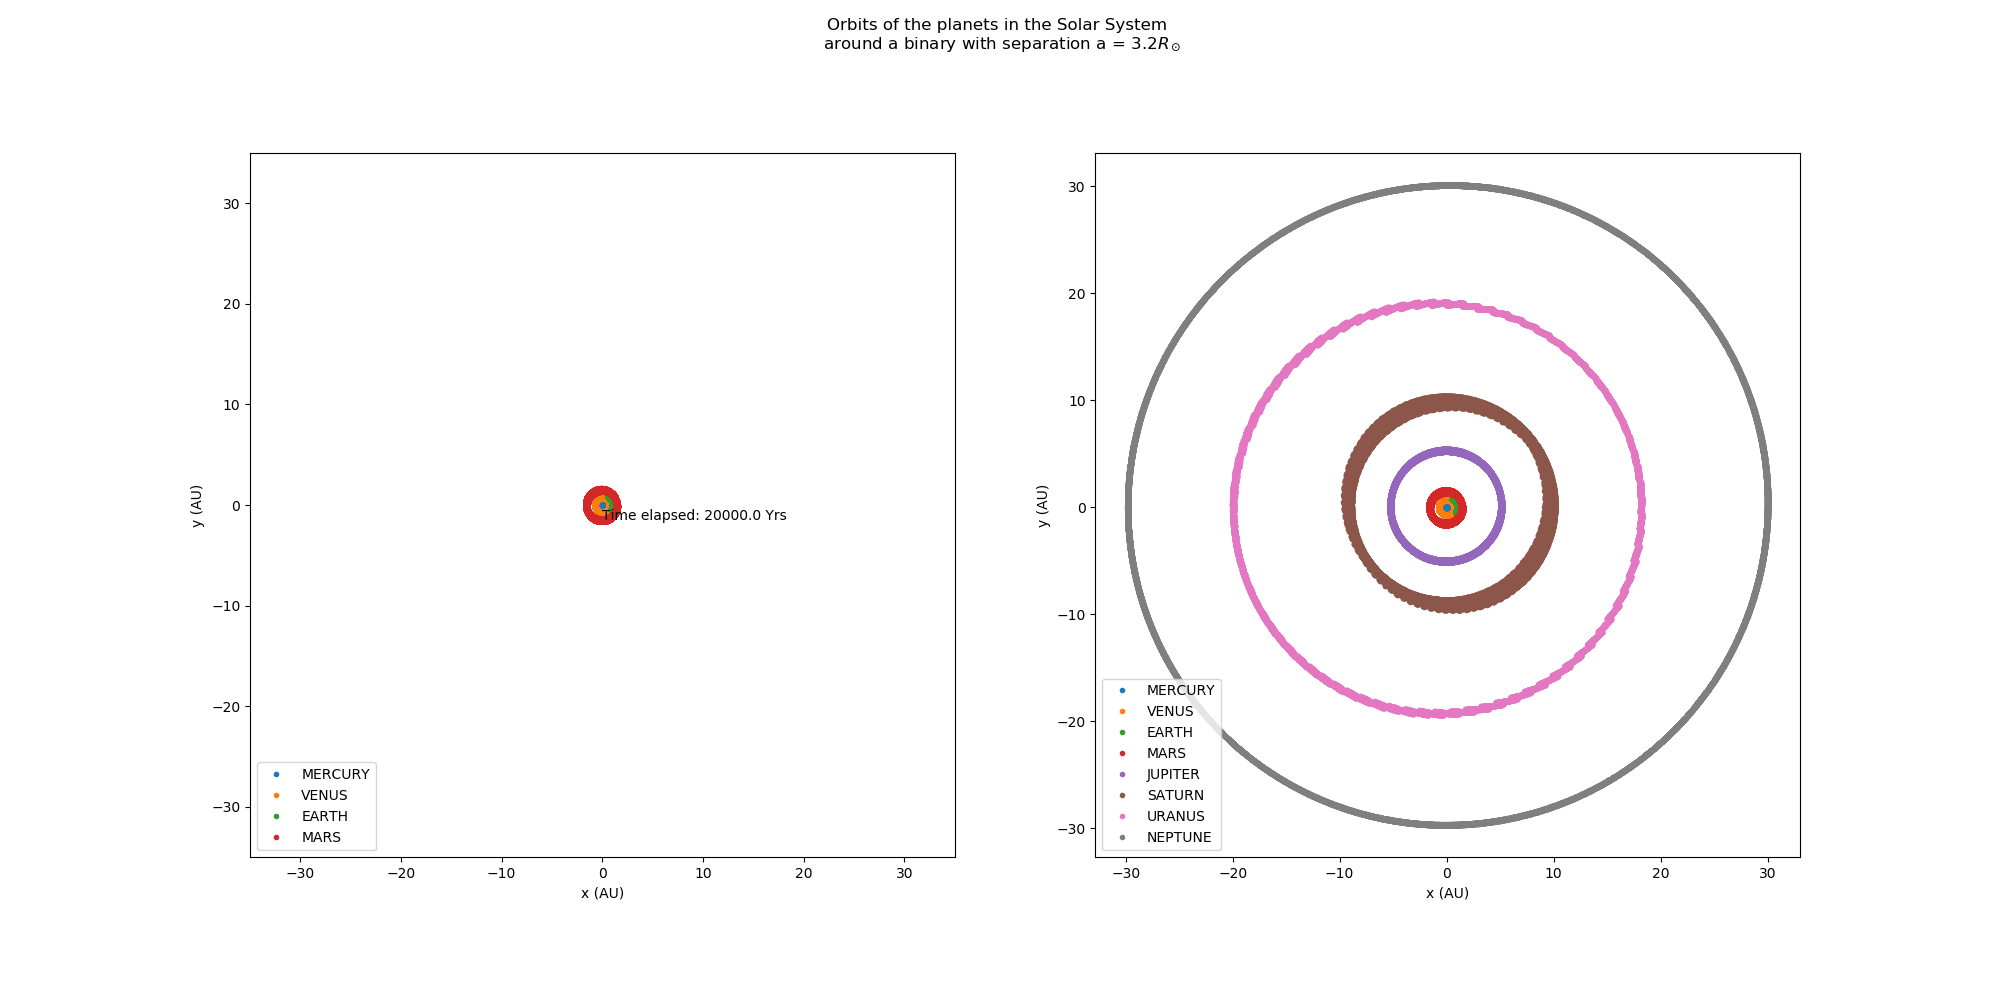 Orbits of the planets in the Solar System
around a binary with separation a = 3.2R☉
30
20
10
0
−10
−20
−30
y (AU)
Time elapsed: 20000.0 Yrs
MERCURY
VENUS
EARTH
MARS
−30 −20 −10 0 10 20 30
x (AU)
30
20
10
0
−10
−20
−30
y (AU)
MERCURY
VENUS
EARTH
MARS
JUPITER
SATURN
URANUS
NEPTUNE
−30 −20 −10 0 10 20 30
x (AU)